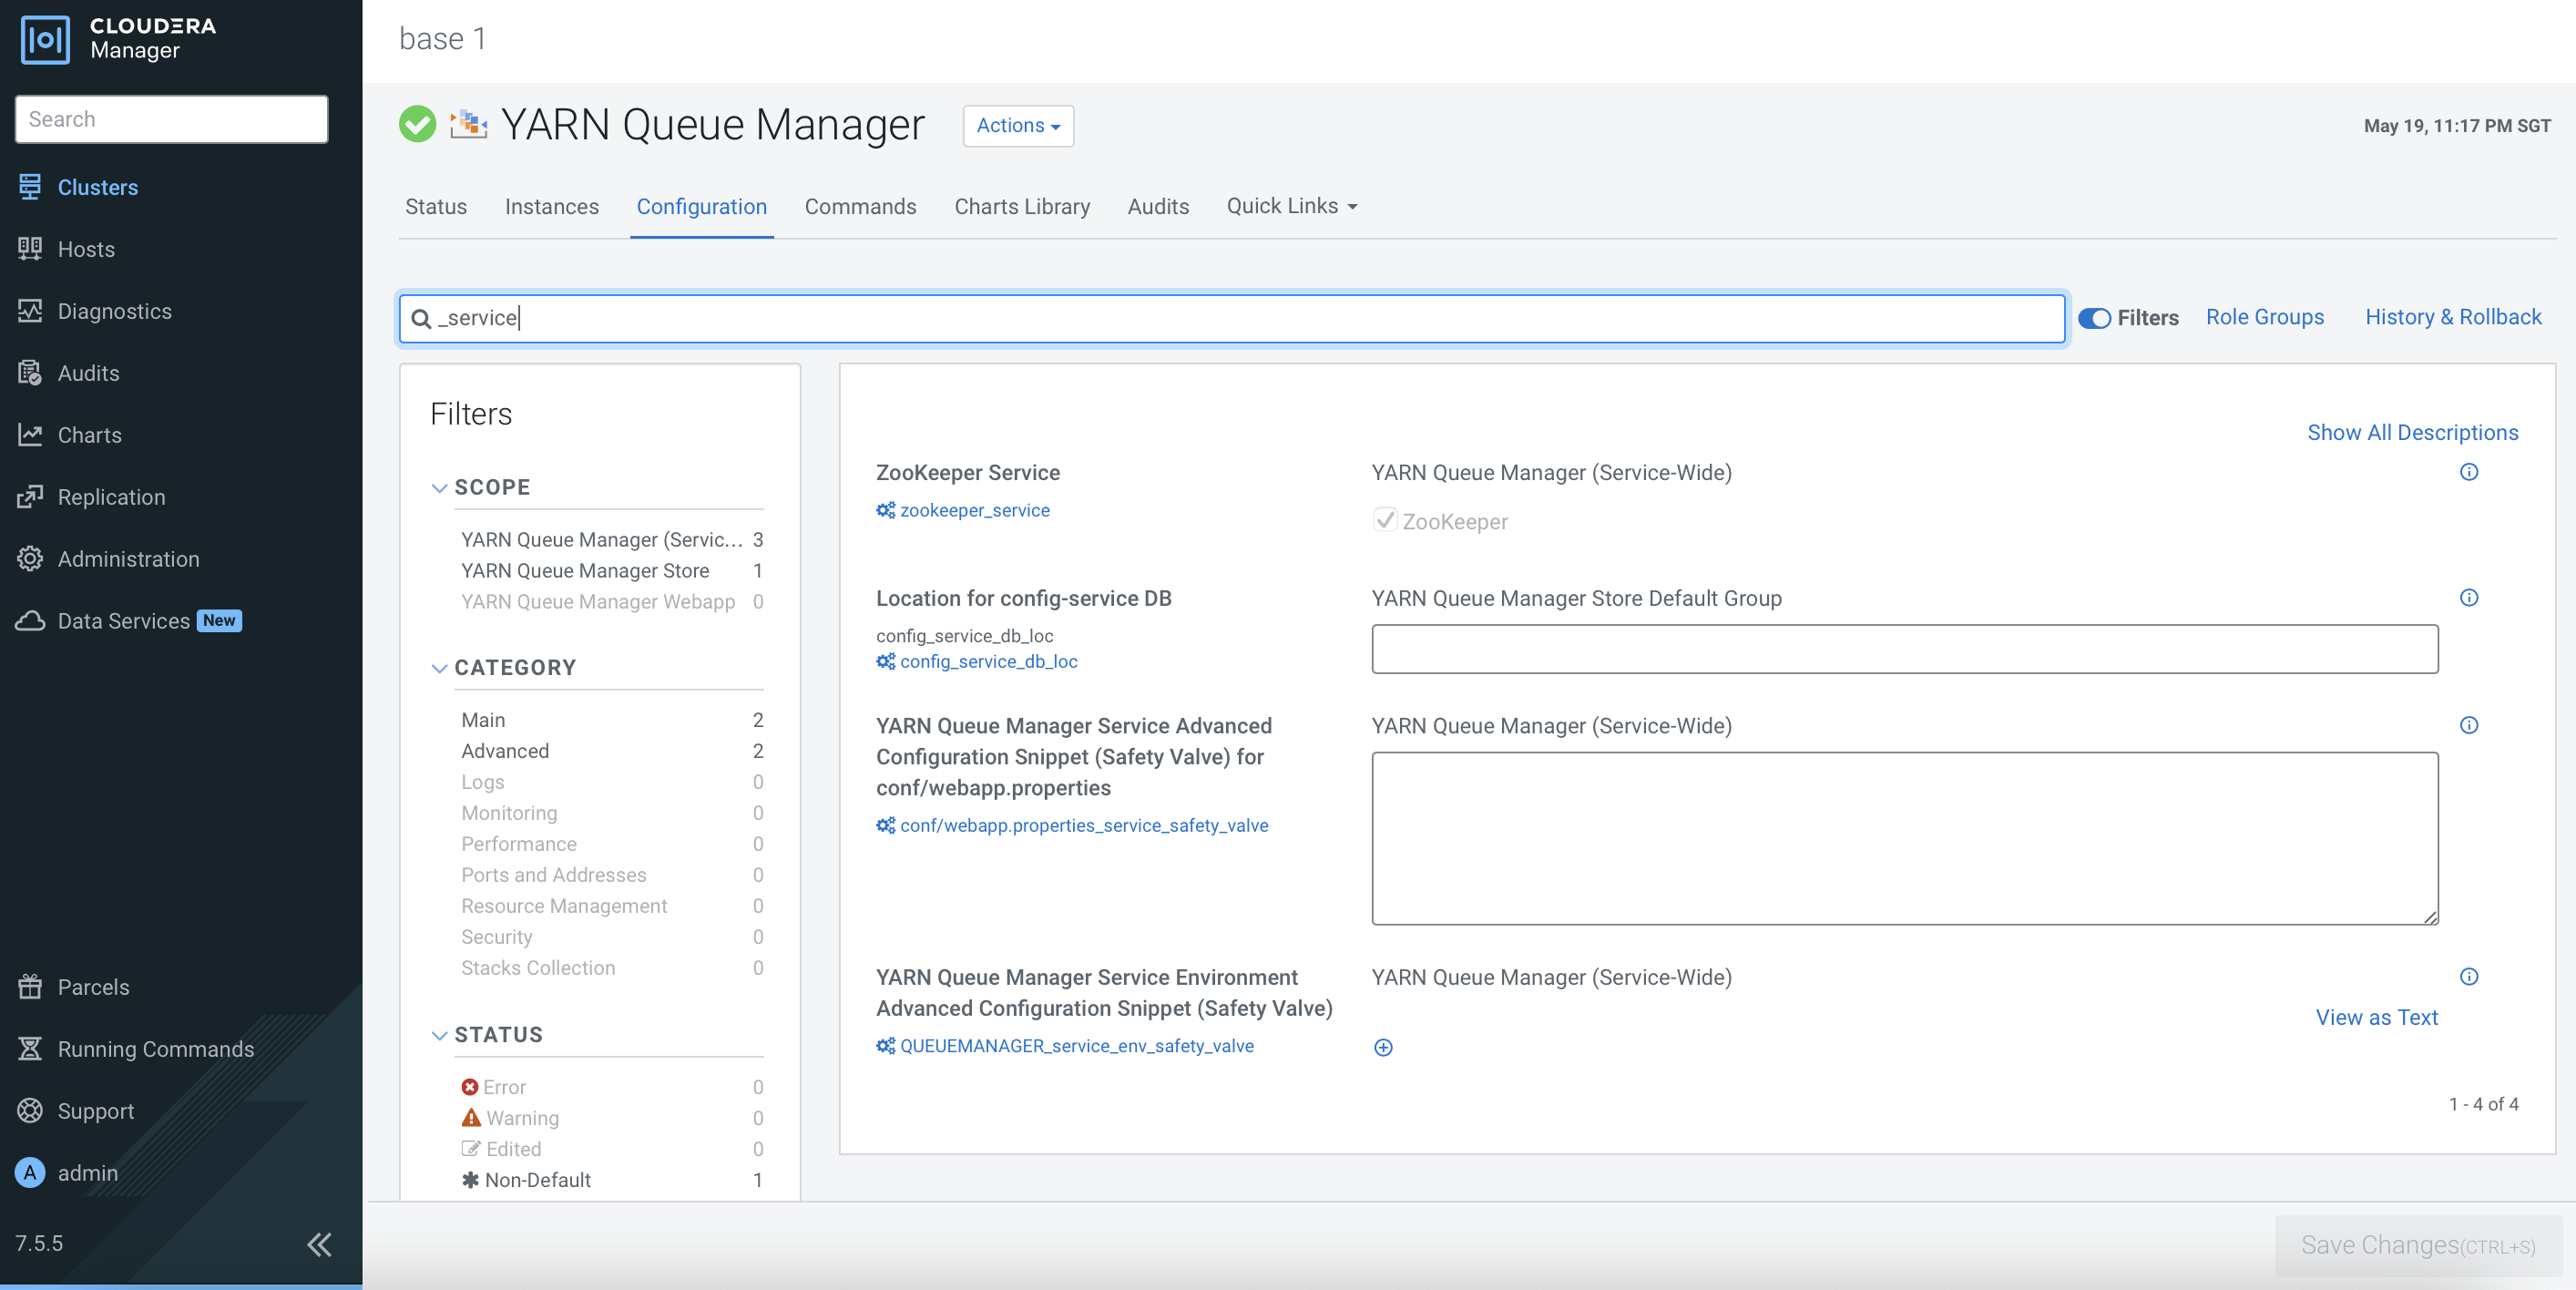 CLOUDERA
Manager
Search
Clusters
Hosts
Diagnostics
Audits
Charts
Replication
Administration
Data Services New
Parcels
Running Commands
Support
A admin
7.5.5
base 1
YARN Queue Manager
Actions
May 19, 11:17 PM SGT
Status Instances Configuration Commands Charts Library Audits Quick Links
_service
Filters Role Groups History & Rollback
Filters
SCOPE
YARN Queue Manager (Servic... 3
YARN Queue Manager Store 1
YARN Queue Manager Webapp 0
CATEGORY
Main 2
Advanced 2
Logs 0
Monitoring 0
Performance 0
Ports and Addresses 0
Resource Management 0
Security 0
Stacks Collection 0
STATUS
Error 0
Warning 0
Edited 0
Non-Default 1
Show All Descriptions
ZooKeeper Service
zookeeper_service
YARN Queue Manager (Service-Wide)
ZooKeeper
Location for config-service DB
config_service_db_loc
config_service_db_loc
YARN Queue Manager Store Default Group
YARN Queue Manager Service Advanced
Configuration Snippet (Safety Valve) for
conf/webapp.properties
conf/webapp.properties_service_safety_valve
YARN Queue Manager (Service-Wide)
YARN Queue Manager Service Environment
Advanced Configuration Snippet (Safety Valve)
QUEUEMANAGER_service_env_safety_valve
YARN Queue Manager (Service-Wide)
View as Text
1 - 4 of 4
Save Changes(CTRL+S)